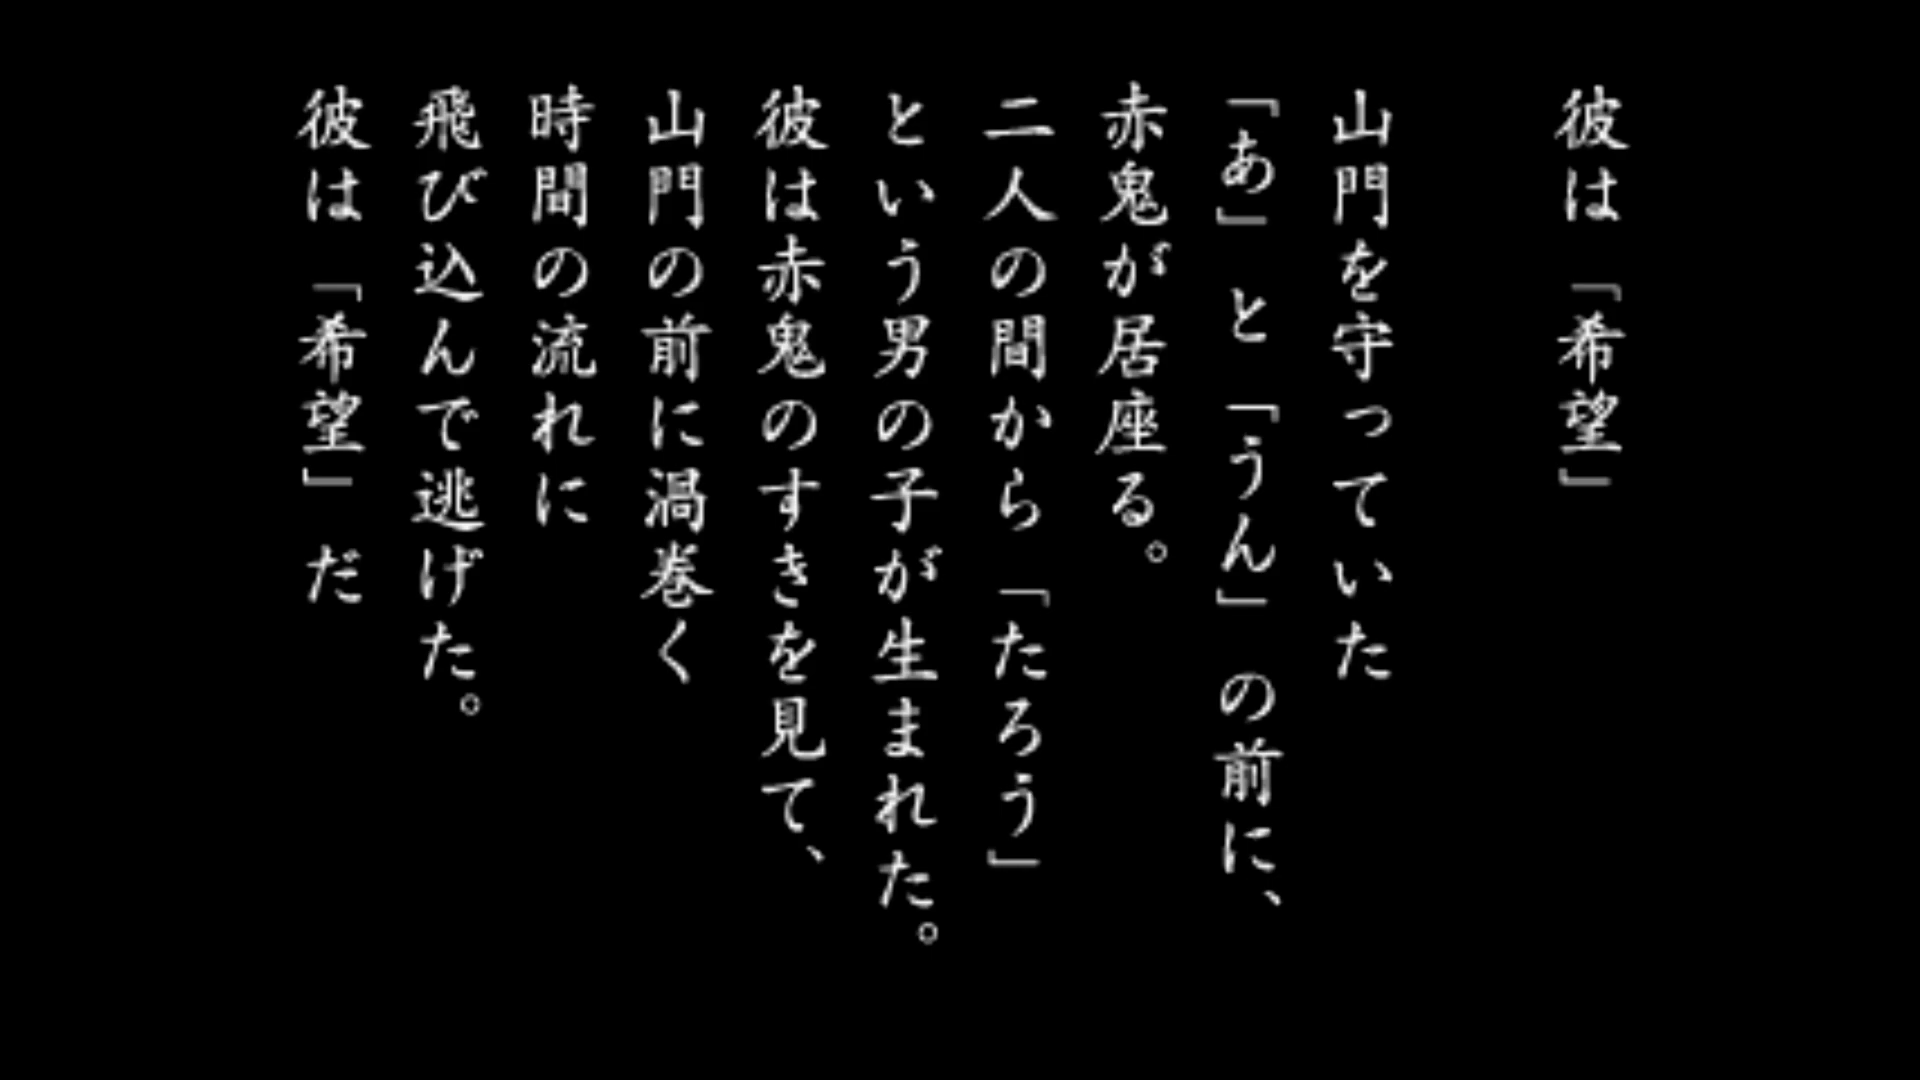 彼は「希望」
山門を守っていた
「あ」と「うん」の前に、
赤鬼が居座る。
二人の間から「たろう」
という男の子が生まれた。
彼は赤鬼のすきを見て、
山門の前に渦巻く
時間の流れに
飛び込んで逃げた。
彼は「希望」だ